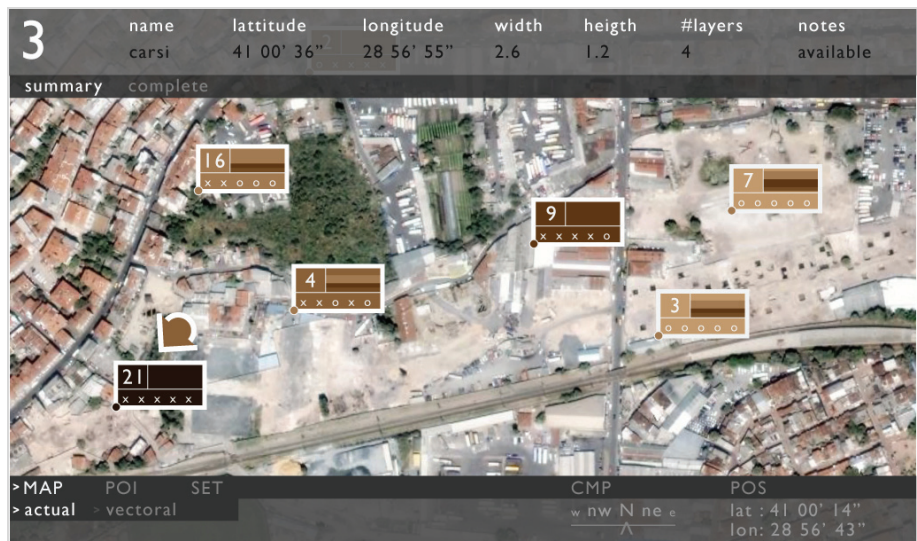 3 name lattitude longitude width heigth #layers notes
carsi 41 00' 36" 28 56' 55" 2.6 1.2 4 available
summary complete
16
x x o o o
7
o o o o o
9
x x x x o
4
x x o x o
3
o o o o o
21
x x x x x
>MAP POI SET CMP POS
>actual >vectoral w nw N ne e lat : 41 00' 14"
lon: 28 56' 43"